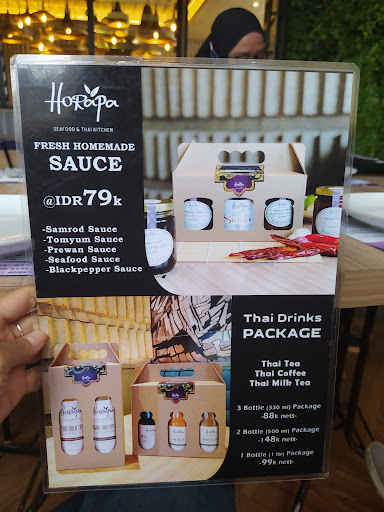 Horapa
SEAFOOD & THAI KITCHEN
FRESH HOMEMADE
SAUCE
@IDR79k
-Samrod Sauce
-Tomyum Sauce
-Prewan Sauce
-Seafood Sauce
-Blackpepper Sauce
Thai Drinks
PACKAGE
Thai Tea
Thai Coffee
Thai Milk Tea
3 Bottle (330 ml) Package
-88k nett-
2 Bottle (500 ml) Package
-148k nett-
1 Bottle (1 ltr) Package
-99k nett-
Horapa